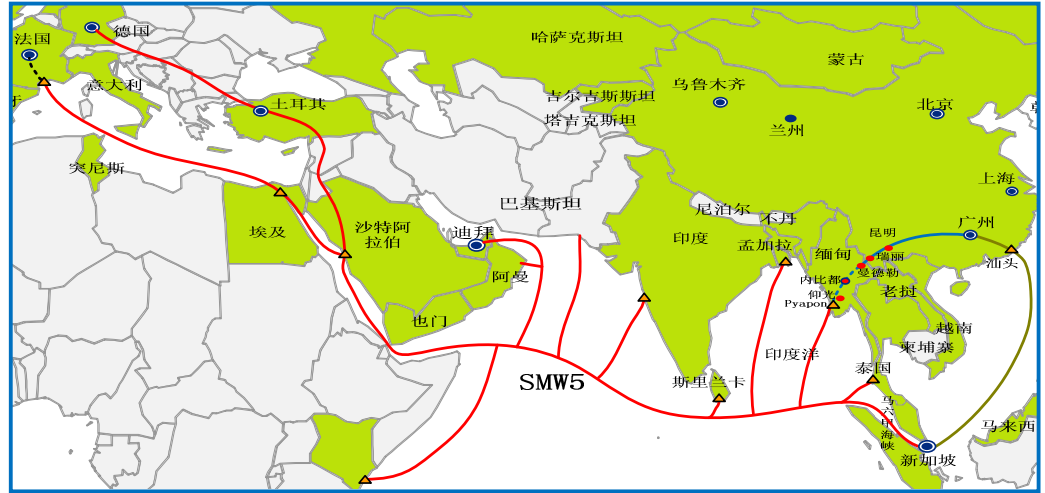 法国
德国
哈萨克斯坦
蒙古
意大利
牙
土耳其
乌鲁木齐
吉尔吉斯斯坦
塔吉克斯坦
北京
兰州
突尼斯
上海
巴基斯坦
尼泊尔
不丹
埃及
沙特阿
拉伯
迪拜
印度
孟加拉
缅甸
昆明
广州
瑞丽
汕头
曼德勒
内比都
阿曼
仰光
Pyapon
老挝
也门
越南
柬埔寨
印度洋
泰国
SMW5
斯里兰卡
马
六
甲
海
峡
马来西
新加坡